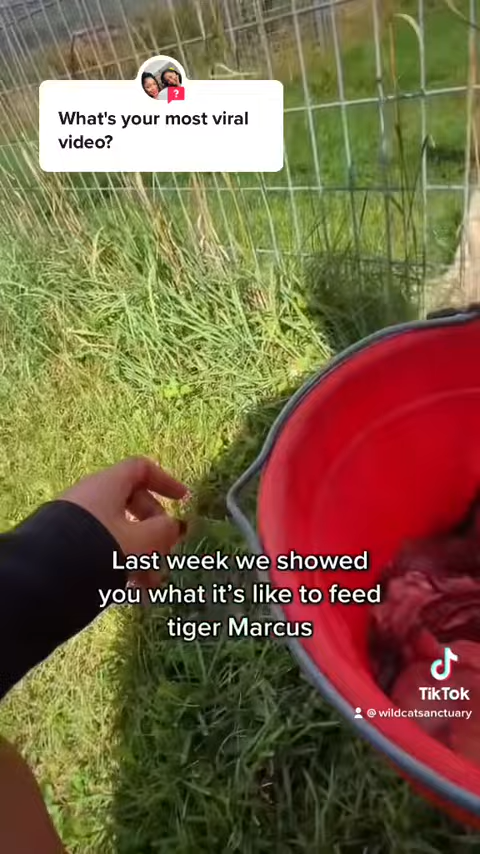 What's your most viral
video?
Last week we showed
you what it's like to feed
tiger Marcus
TikTok
@wildcatsanctuary